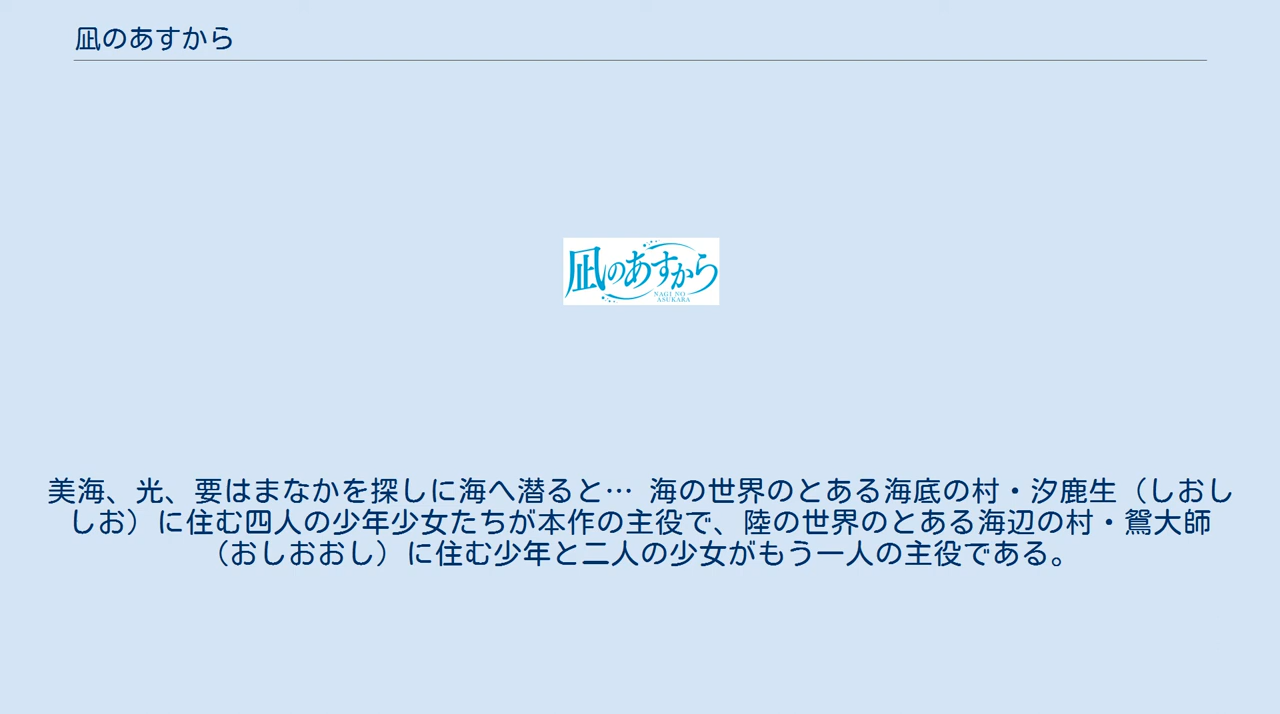 凪のあすから
凪のあすから
NAGI NO
ASUKARA
美海、光、要はまなかを探しに海へ潜ると… 海の世界のとある海底の村・汐鹿生（しおし
しお）に住む四人の少年少女たちが本作の主役で、陸の世界のとある海辺の村・鴛大師
（おしおおし）に住む少年と二人の少女がもう一人の主役である。